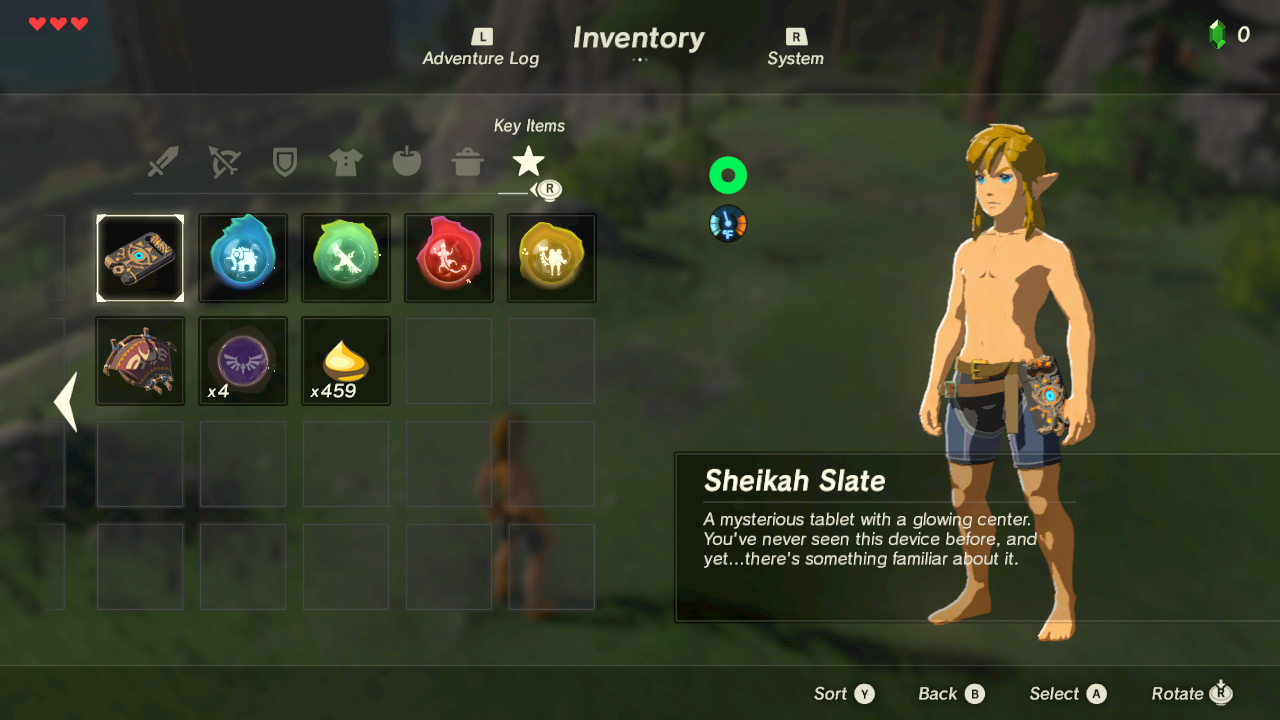 L
Inventory
R
0
Adventure Log
System
Key Items
R
°F
x4
x459
Sheikah Slate
A mysterious tablet with a glowing center.
You've never seen this device before, and
yet...there's something familiar about it.
Sort Y Back B Select A Rotate R